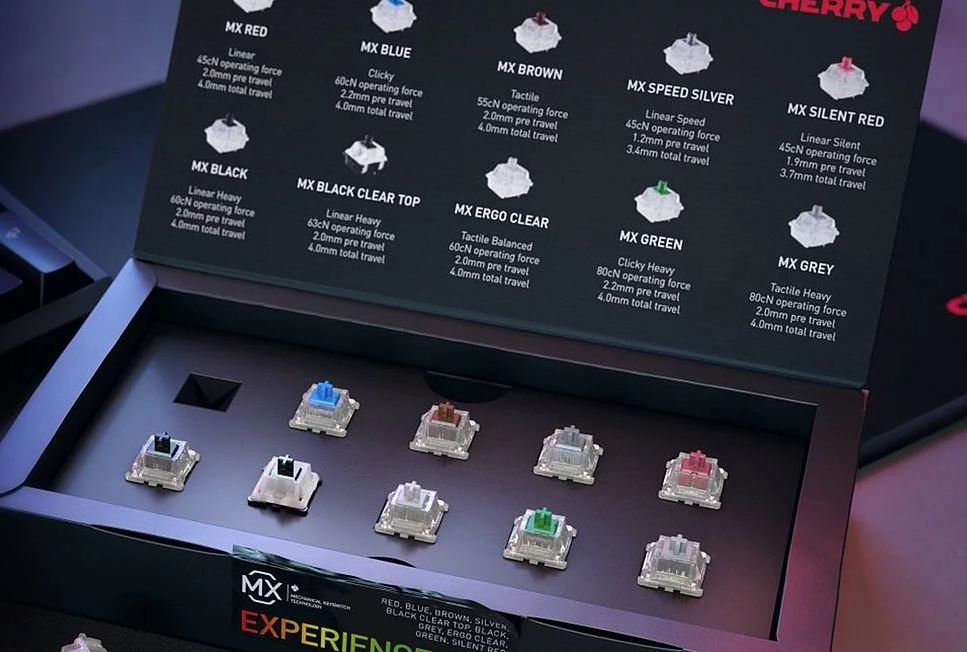 CHERRY
MX RED
Linear
45cN operating force
2.0mm pre travel
4.0mm total travel
MX BLUE
Clicky
60cN operating force
2.2mm pre travel
4.0mm total travel
MX BROWN
Tactile
55cN operating force
2.0mm pre travel
4.0mm total travel
MX SPEED SILVER
Linear Speed
45cN operating force
1.2mm pre travel
3.4mm total travel
MX SILENT RED
Linear Silent
45cN operating force
1.9mm pre travel
3.7mm total travel
MX BLACK
Linear Heavy
60cN operating force
2.0mm pre travel
4.0mm total travel
MX BLACK CLEAR TOP
Linear Heavy
63cN operating force
2.0mm pre travel
4.0mm total travel
MX ERGO CLEAR
Tactile Balanced
60cN operating force
2.0mm pre travel
4.0mm total travel
MX GREEN
Clicky Heavy
80cN operating force
2.2mm pre travel
4.0mm total travel
MX GREY
Tactile Heavy
80cN operating force
2.0mm pre travel
4.0mm total travel
MX
MECHANICAL KEYSWITCH
TECHNOLOGY
EXPERIENCE
RED, BLUE, BROWN, SILVER,
BLACK CLEAR TOP, BLACK,
GREY, ERGO CLEAR,
GREEN, SILENT RED